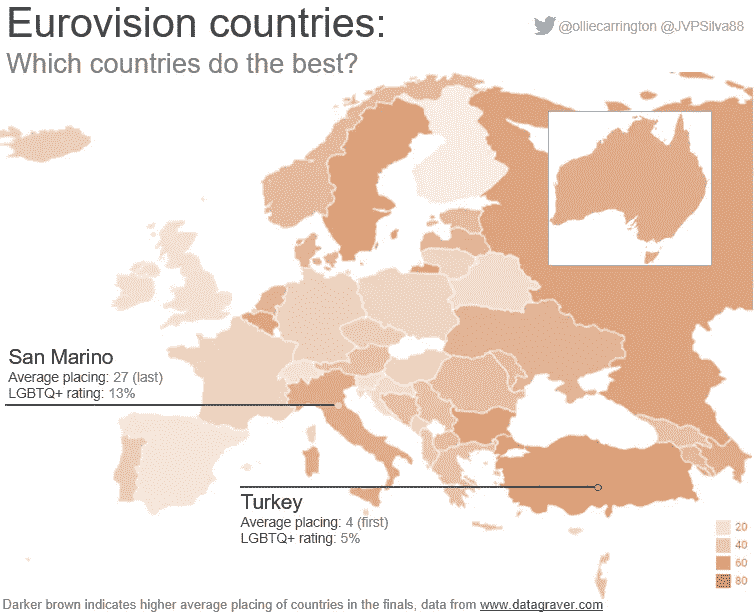 Eurovision countries:
@olliecarrington @JVPSilva88
Which countries do the best?
San Marino
Average placing: 27 (last)
LGBTQ+ rating: 13%
Turkey
Average placing: 4 (first)
LGBTQ+ rating: 5%
20
40
60
80
Darker brown indicates higher average placing of countries in the finals, data from www.datagraver.com